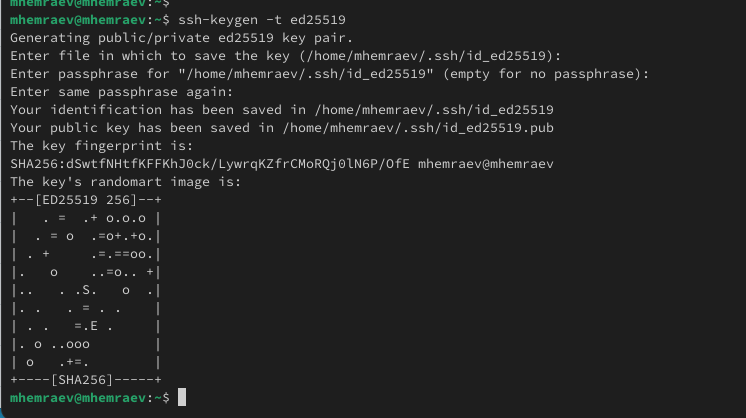 mhemraev@mhemraev:~$
mhemraev@mhemraev:~$ ssh-keygen -t ed25519
Generating public/private ed25519 key pair.
Enter file in which to save the key (/home/mhemraev/.ssh/id_ed25519):
Enter passphrase for "/home/mhemraev/.ssh/id_ed25519" (empty for no passphrase):
Enter same passphrase again:
Your identification has been saved in /home/mhemraev/.ssh/id_ed25519
Your public key has been saved in /home/mhemraev/.ssh/id_ed25519.pub
The key fingerprint is:
SHA256:dSwtfNHtfKFFKhJ0ck/LywrqKZfrCMoRQj0lN6P/OfE mhemraev@mhemraev
The key's randomart image is:
+--[ED25519 256]--+
|   . =  .+ o.o.o |
|  . = o  .=o+.+o.|
| . +     .=.==oo.|
|.   o    ..=o.. +|
|..   . .S.   o  .|
|. .   . = . .    |
| . .   =.E .     |
|. o ..ooo        |
| o   .+=.        |
+----[SHA256]-----+
mhemraev@mhemraev:~$